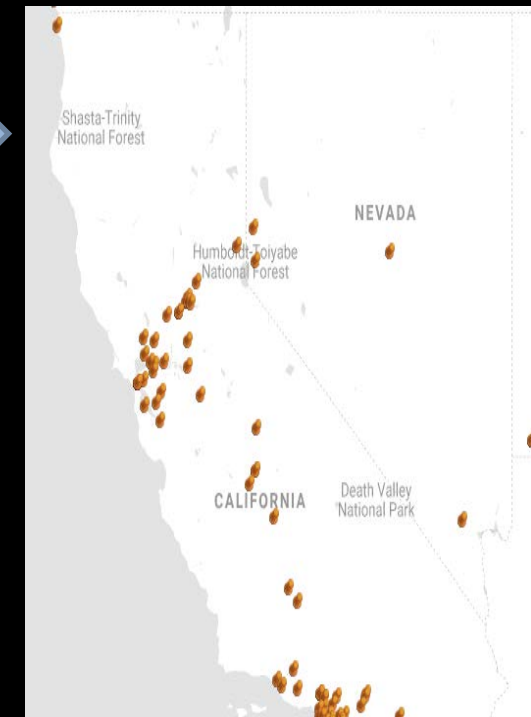 Shasta-Trinity
National Forest
NEVADA
Humboldt-Toiyabe
National Forest
CALIFORNIA
Death Valley
National Park